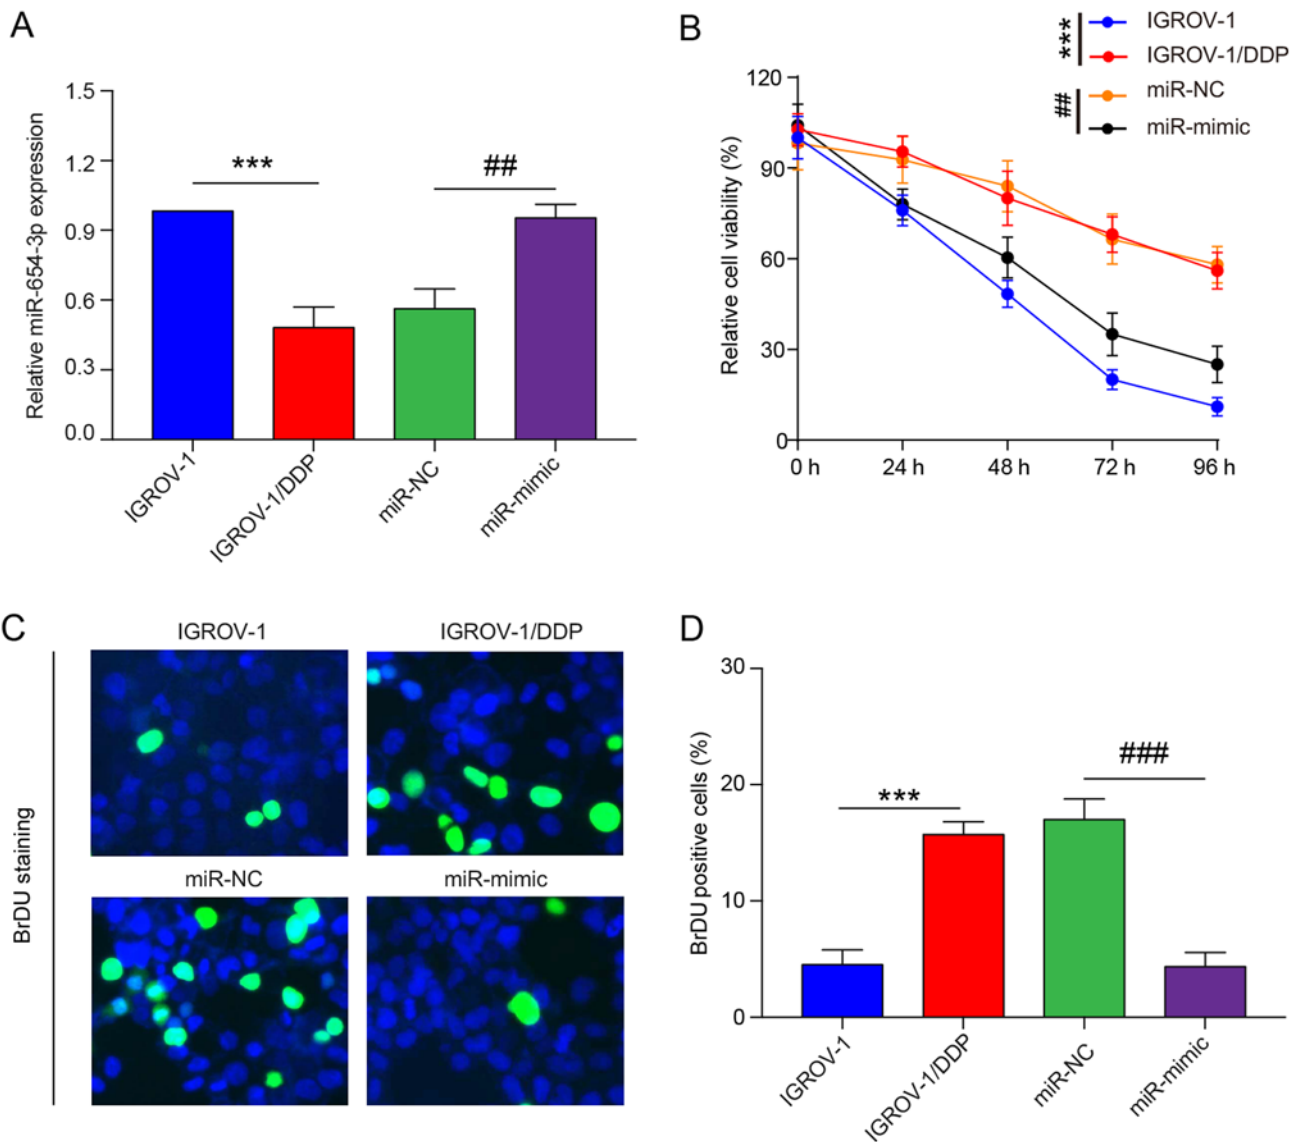 A
Relative miR-654-3p expression
1.5
1.2
0.9
0.6
0.3
0.0
***
##
IGROV-1
IGROV-1/DDP
miR-NC
miR-mimic
B
***
##
IGROV-1
IGROV-1/DDP
miR-NC
miR-mimic
Relative cell viability (%)
120
90
60
30
0
0 h
24 h
48 h
72 h
96 h
C
BrDU staining
IGROV-1
IGROV-1/DDP
miR-NC
miR-mimic
D
BrDU positive cells (%)
30
20
10
0
***
###
IGROV-1
IGROV-1/DDP
miR-NC
miR-mimic